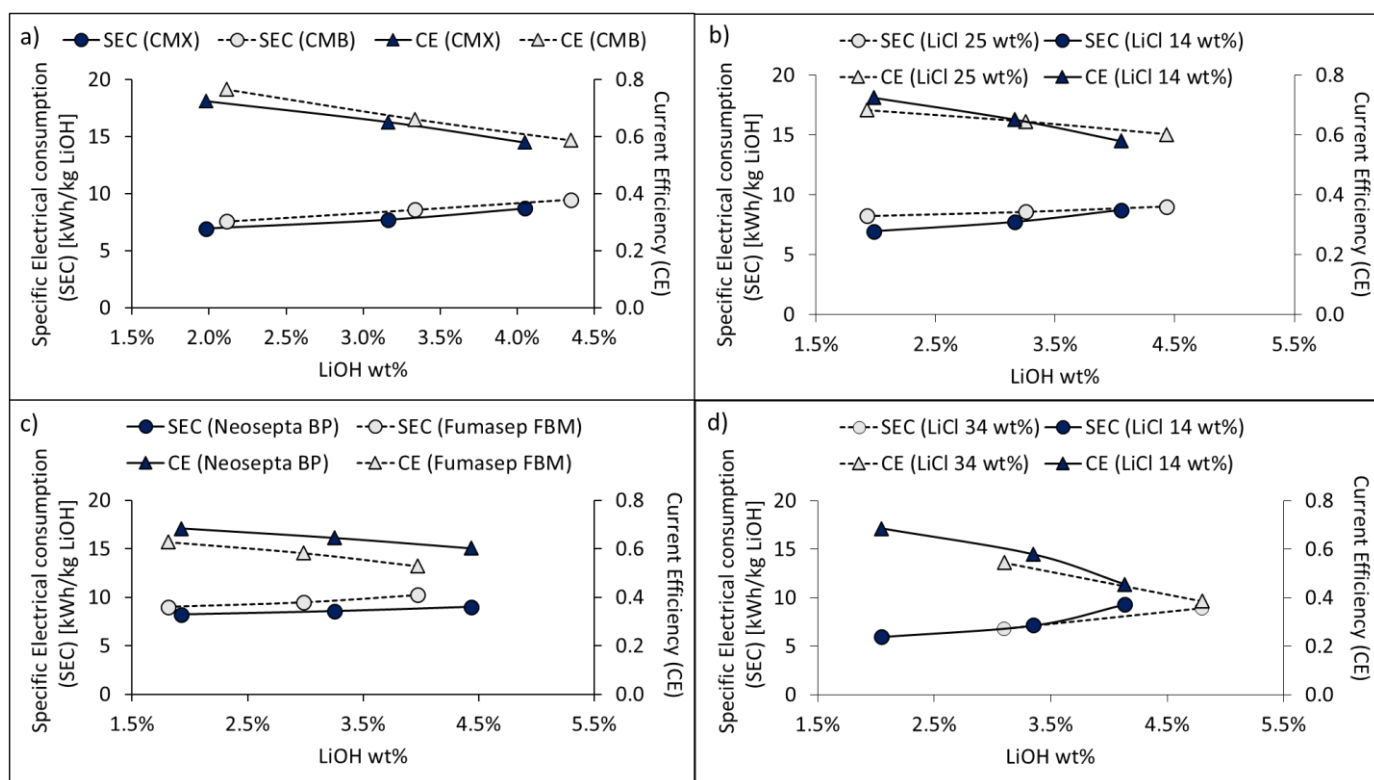 a)
SEC (CMX) SEC (CMB) CE (CMX) CE (CMB)
Specific Electrical consumption
(SEC) [kWh/kg LiOH]
20
15
10
5
0
0.8
0.6
0.4
0.2
0.0
Current Efficiency (CE)
1.5% 2.0% 2.5% 3.0% 3.5% 4.0% 4.5%
LiOH wt%
b)
SEC (LiCl 25 wt%) SEC (LiCl 14 wt%)
CE (LiCl 25 wt%) CE (LiCl 14 wt%)
Specific Electrical consumption
(SEC) [kWh/kg LiOH]
20
15
10
5
0
0.8
0.6
0.4
0.2
0.0
Current Efficiency (CE)
1.5% 2.5% 3.5% 4.5% 5.5%
LiOH wt%
c)
SEC (Neosepta BP) SEC (Fumasep FBM)
CE (Neosepta BP) CE (Fumasep FBM)
Specific Electrical consumption
(SEC) [kWh/kg LiOH]
20
15
10
5
0
0.8
0.6
0.4
0.2
0.0
Current Efficiency (CE)
1.5% 2.5% 3.5% 4.5% 5.5%
LiOH wt%
d)
SEC (LiCl 34 wt%) SEC (LiCl 14 wt%)
CE (LiCl 34 wt%) CE (LiCl 14 wt%)
Specific Electrical consumption
(SEC) [kWh/kg LiOH]
20
15
10
5
0
0.8
0.6
0.4
0.2
0.0
Current Efficiency (CE)
1.5% 2.5% 3.5% 4.5% 5.5%
LiOH wt%